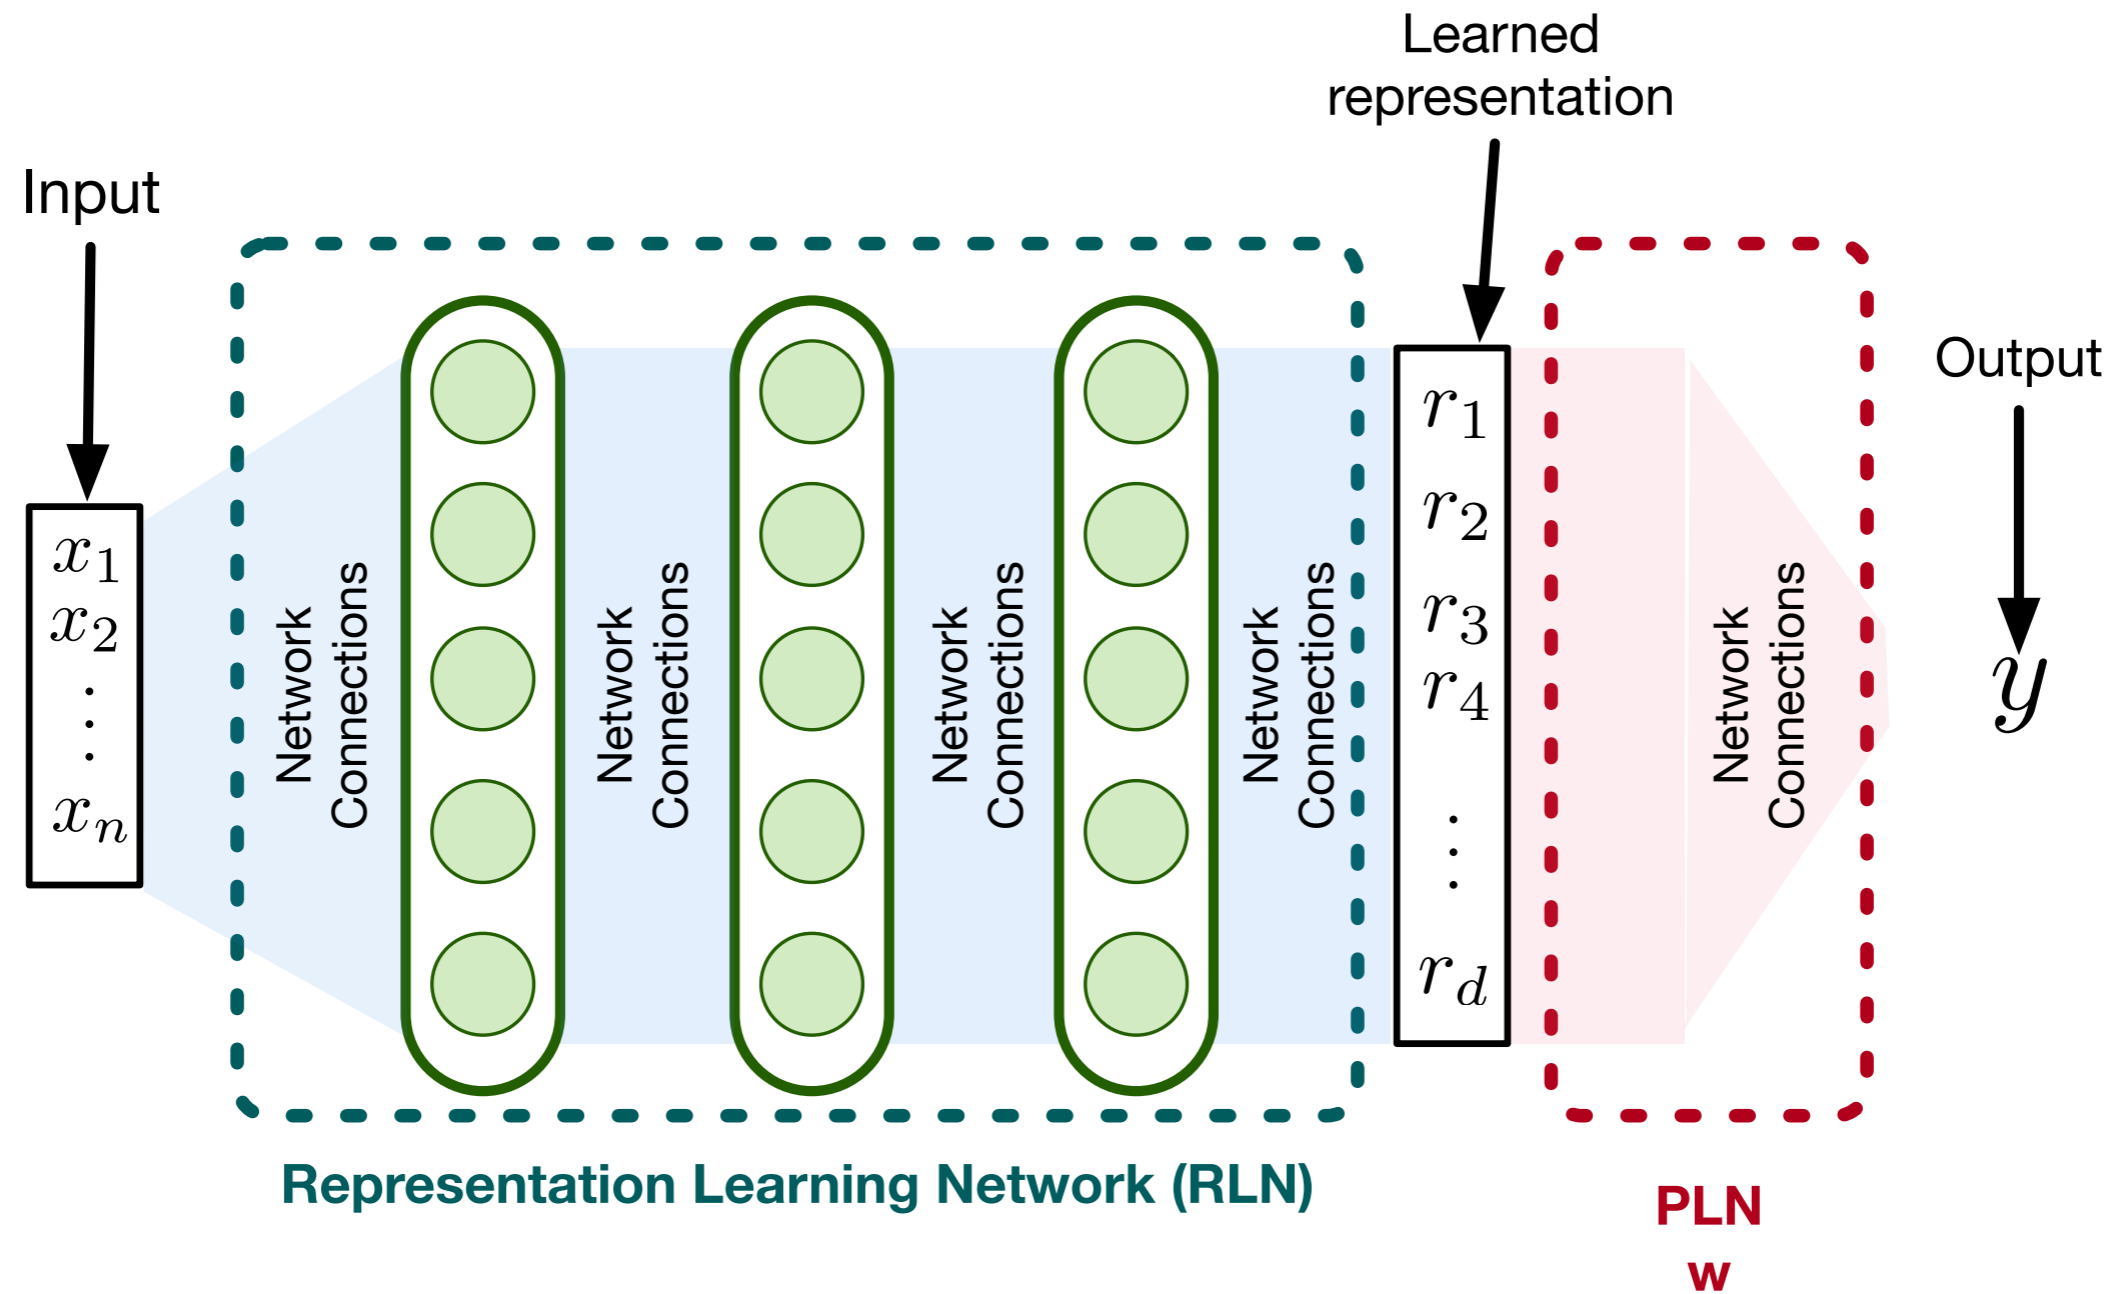 Learned
representation
Input
Output
x₁
x₂
⋮
xₙ
Network
Connections
Network
Connections
Network
Connections
Network
Connections
r₁
r₂
r₃
r₄
⋮
r_d
Network
Connections
y
Representation Learning Network (RLN)
PLN
w